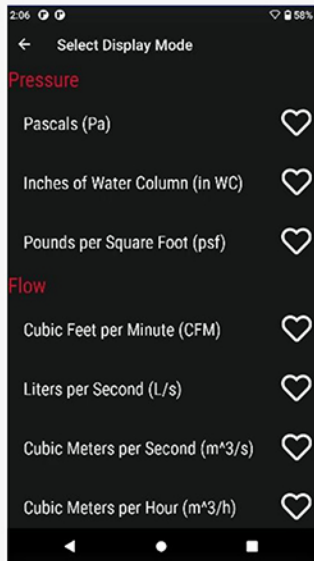 2:06 58%
Select Display Mode
Pressure
Pascals (Pa)
Inches of Water Column (in WC)
Pounds per Square Foot (psf)
Flow
Cubic Feet per Minute (CFM)
Liters per Second (L/s)
Cubic Meters per Second (m^3/s)
Cubic Meters per Hour (m^3/h)